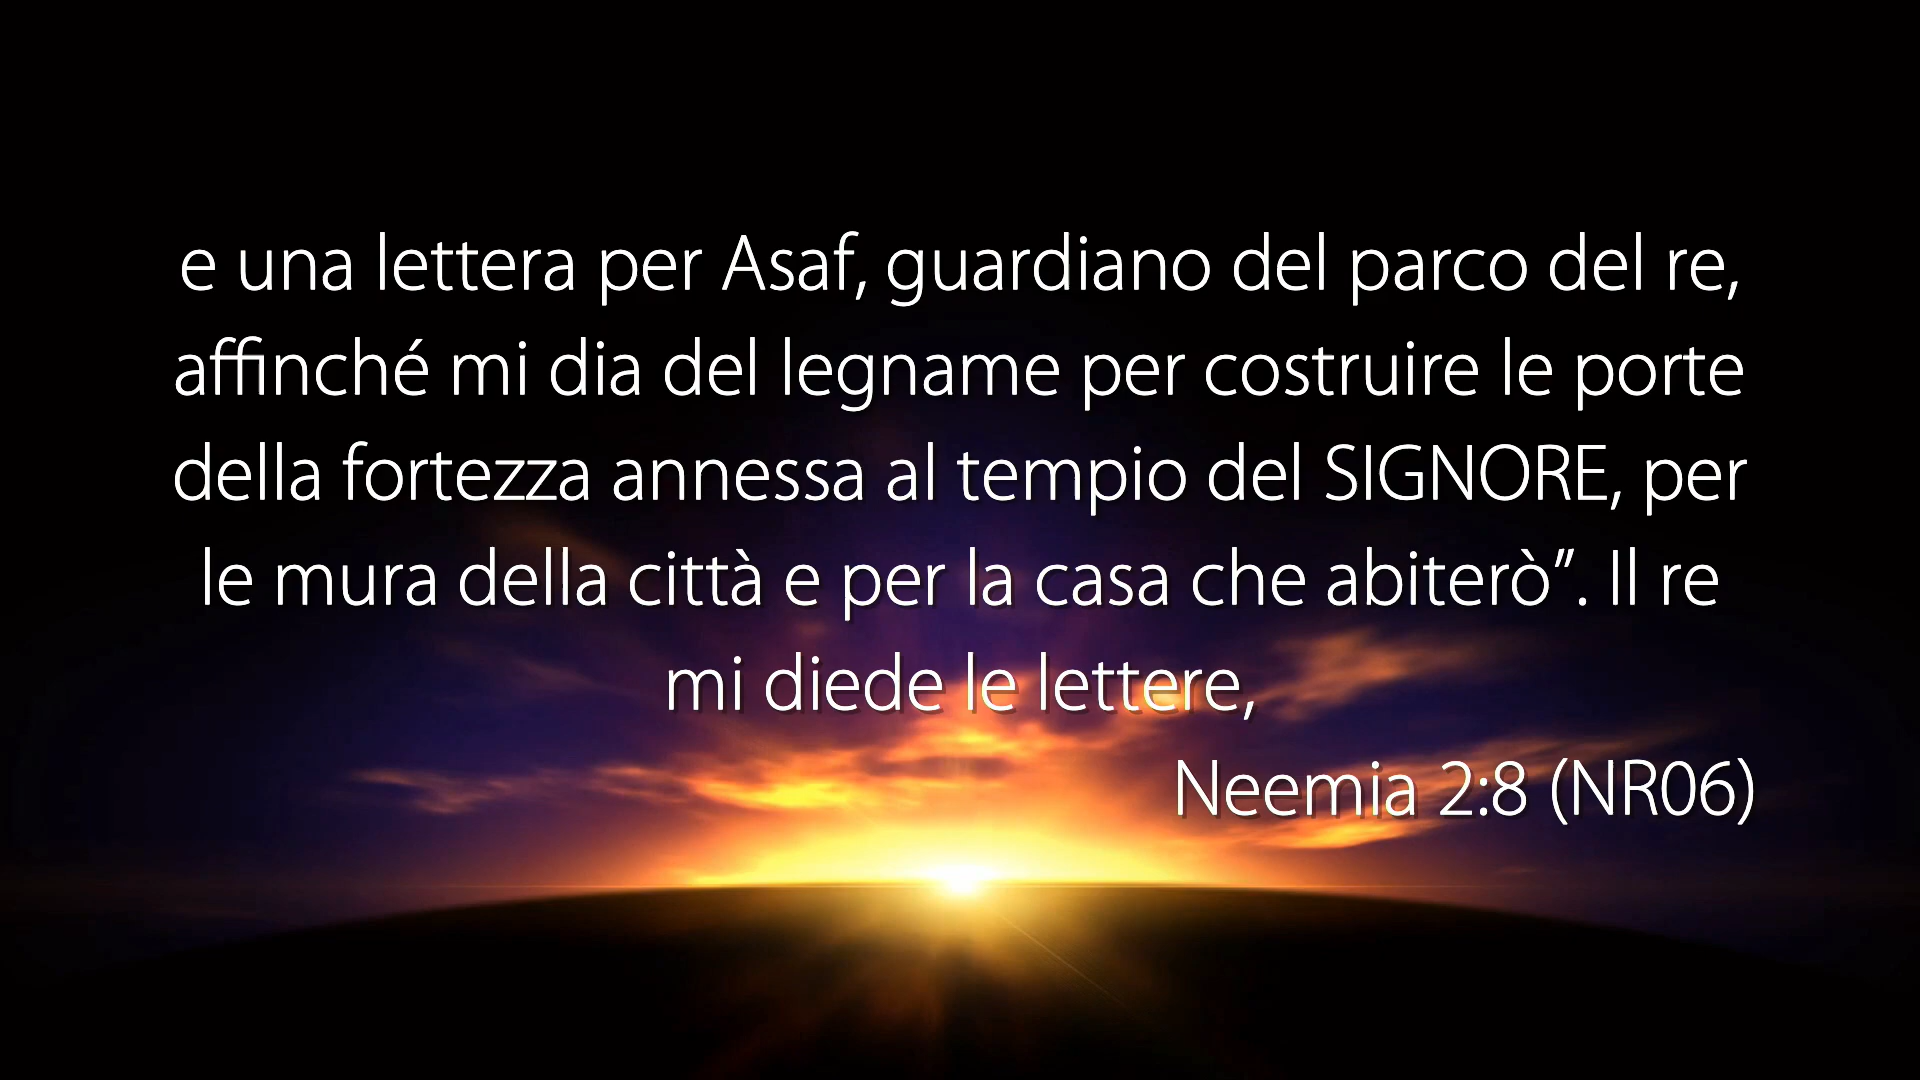 e una lettera per Asaf, guardiano del parco del re,
affinché mi dia del legname per costruire le porte
della fortezza annessa al tempio del SIGNORE, per
le mura della città e per la casa che abiterò”. Il re
mi diede le lettere,
Neemia 2:8 (NR06)